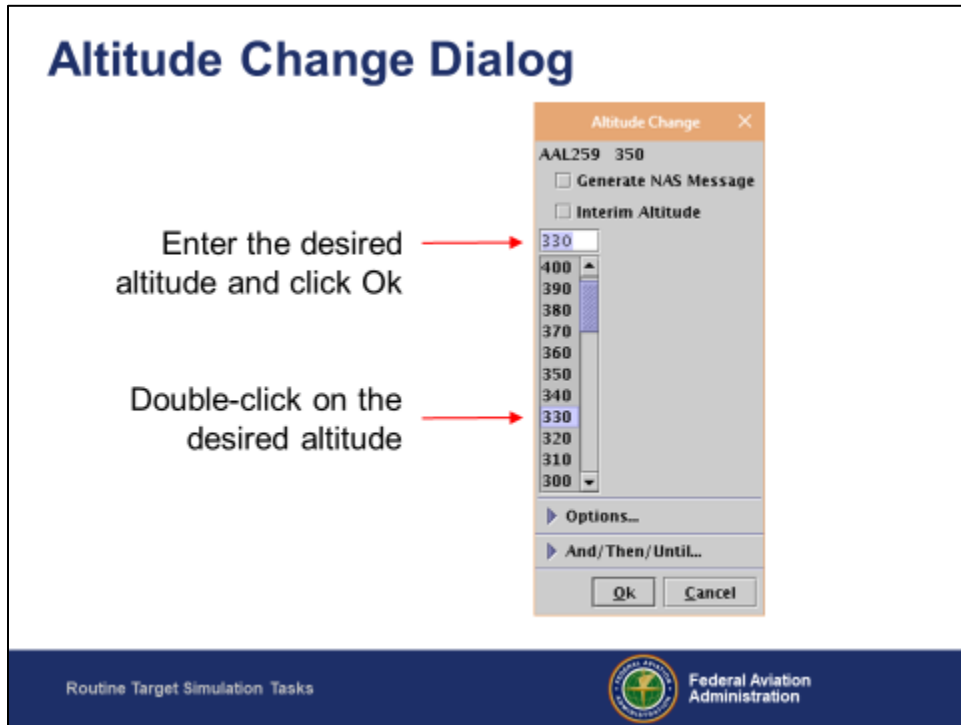 Altitude Change Dialog
Altitude Change
AAL259 350
Generate NAS Message
Interim Altitude
Enter the desired
altitude and click Ok
330
400
390
380
370
360
350
340
330
320
310
300
Double-click on the
desired altitude
Options...
And/Then/Until...
Ok Cancel
Routine Target Simulation Tasks
Federal Aviation
Administration